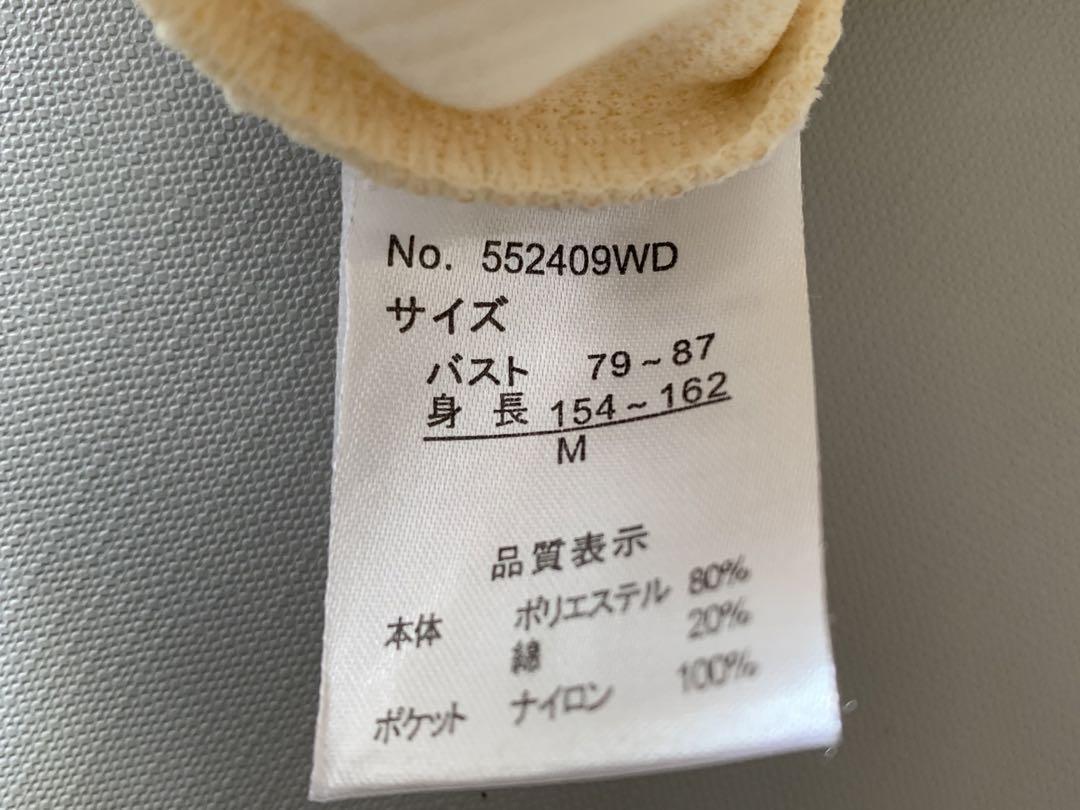 No. 552409WD
サイズ
バスト 79~87
身 長 154~162
M
品質表示
本体 ポリエステル 80%
綿 20%
ポケット ナイロン 100%